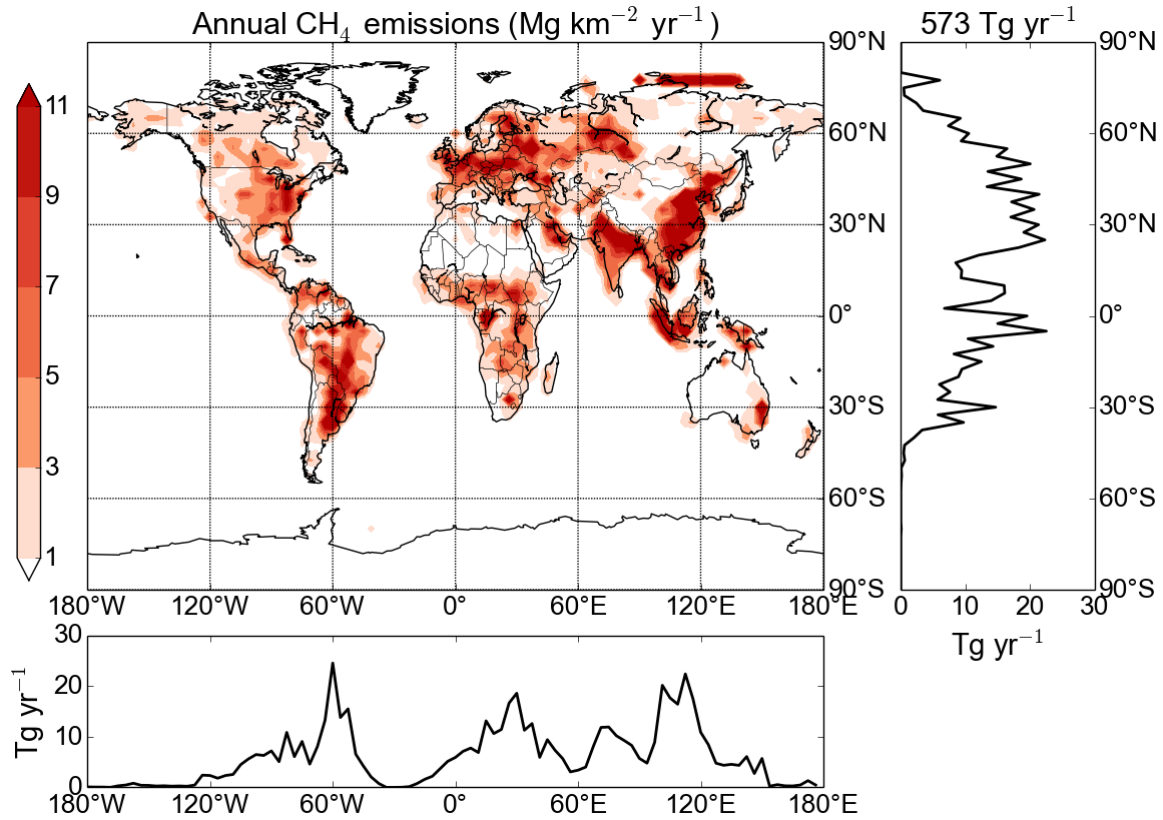 Annual CH₄ emissions (Mg km⁻² yr⁻¹)
573 Tg yr⁻¹
11
9
7
5
3
1
90°N
60°N
30°N
0°
30°S
60°S
90°S
180°W 120°W 60°W 0° 60°E 120°E 180°E
90°N
60°N
30°N
0°
30°S
60°S
90°S
0 10 20 30
Tg yr⁻¹
Tg yr⁻¹
30
20
10
0
180°W 120°W 60°W 0° 60°E 120°E 180°E